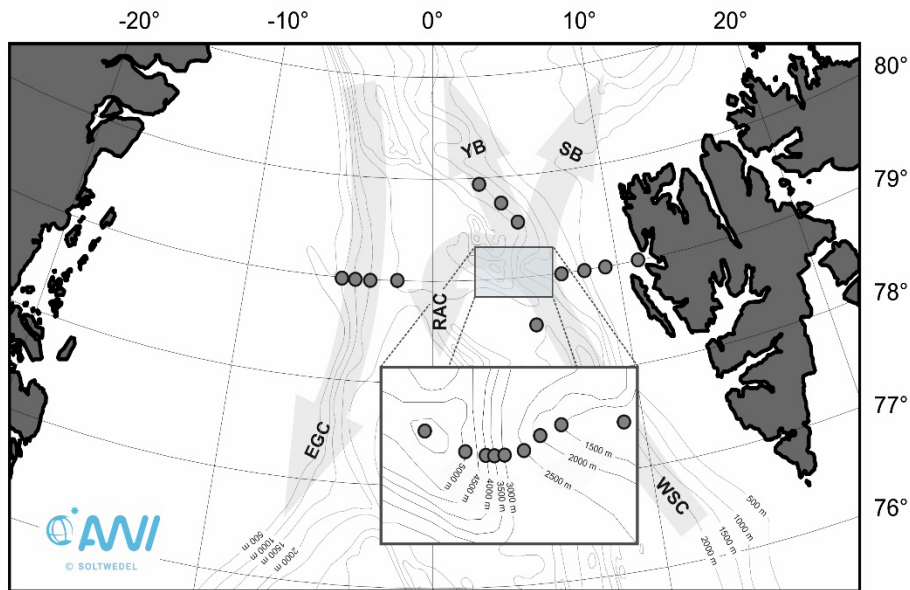 -20°
-10°
0°
10°
20°
80°
79°
78°
77°
76°
YB
SB
RAC
EGC
WSC
5000 m
4500 m
4000 m
3500 m
3000 m
2500 m
2000 m
1500 m
500 m
1000 m
1500 m
2000 m
500 m
1000 m
1500 m
2000 m
AWI
© SOLTWEDEL